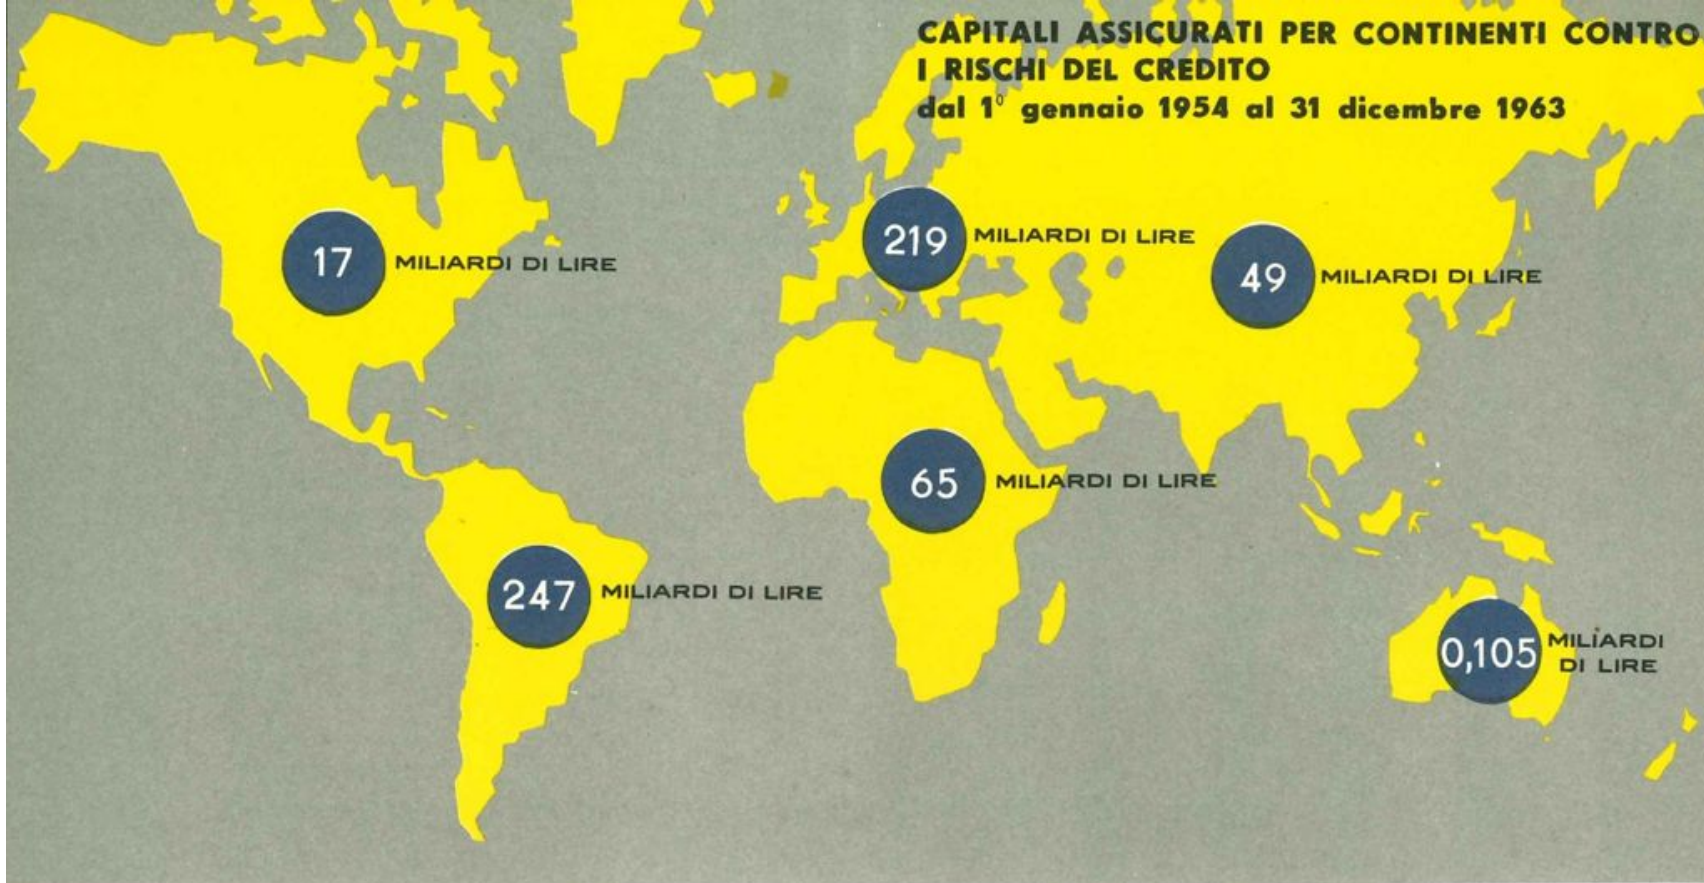 CAPITALI ASSICURATI PER CONTINENTI CONTRO
I RISCHI DEL CREDITO
dal 1° gennaio 1954 al 31 dicembre 1963
17 MILIARDI DI LIRE
219 MILIARDI DI LIRE
49 MILIARDI DI LIRE
65 MILIARDI DI LIRE
247 MILIARDI DI LIRE
0,105 MILIARDI
DI LIRE